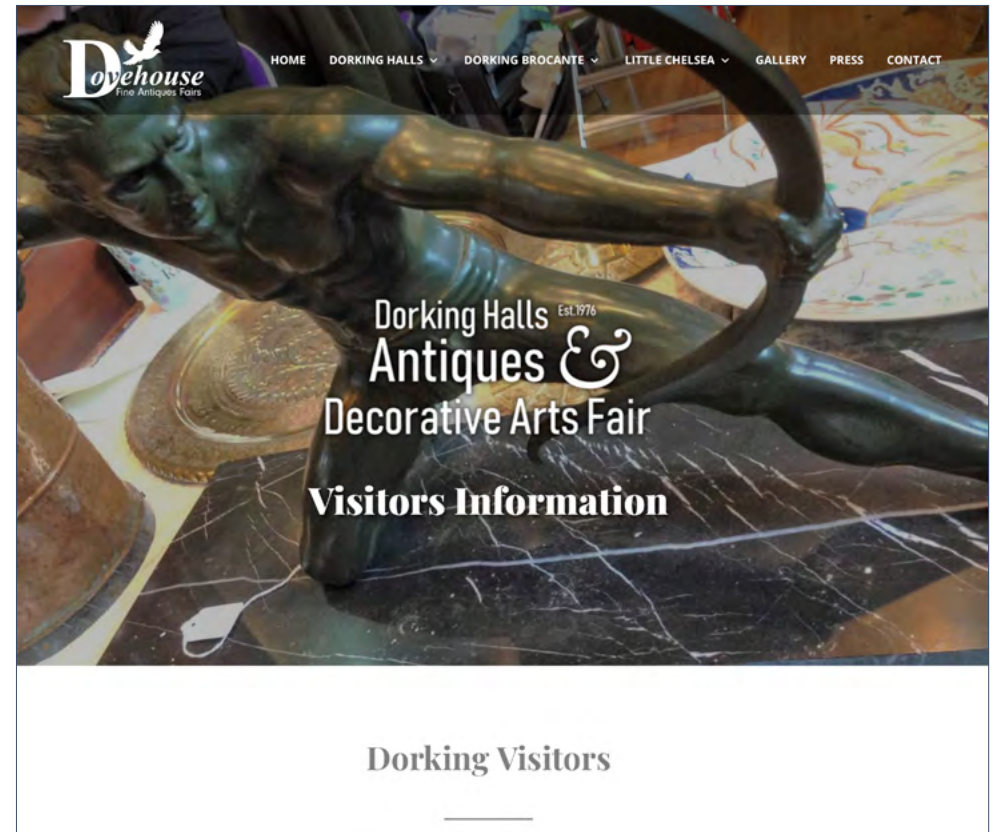 Dovehouse
Fine Antiques Fairs
HOME DORKING HALLS DORKING BROCANTE LITTLE CHELSEA GALLERY PRESS CONTACT
Dorking Halls Est.1976
Antiques &
Decorative Arts Fair
Visitors Information
Dorking Visitors